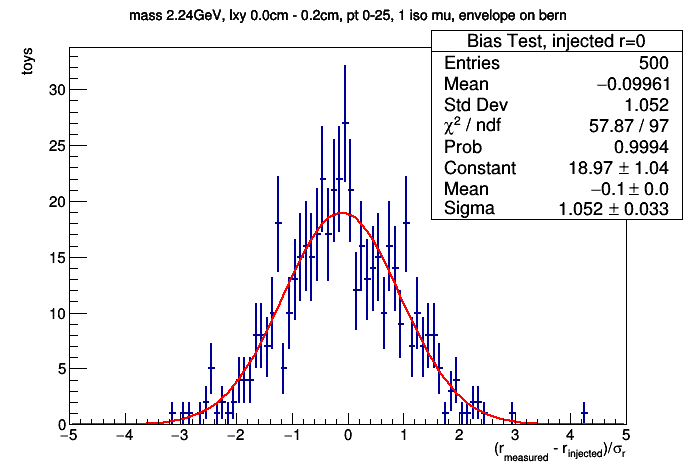 mass 2.24GeV, lxy 0.0cm - 0.2cm, pt 0-25, 1 iso mu, envelope on bern
toys
Bias Test, injected r=0
Entries 500
Mean −0.09961
Std Dev 1.052
χ² / ndf 57.87 / 97
Prob 0.9994
Constant 18.97 ± 1.04
Mean −0.1 ± 0.0
Sigma 1.052 ± 0.033
30
25
20
15
10
5
0
−5 −4 −3 −2 −1 0 1 2 3 4 5
(r_measured - r_injected)/σ_r